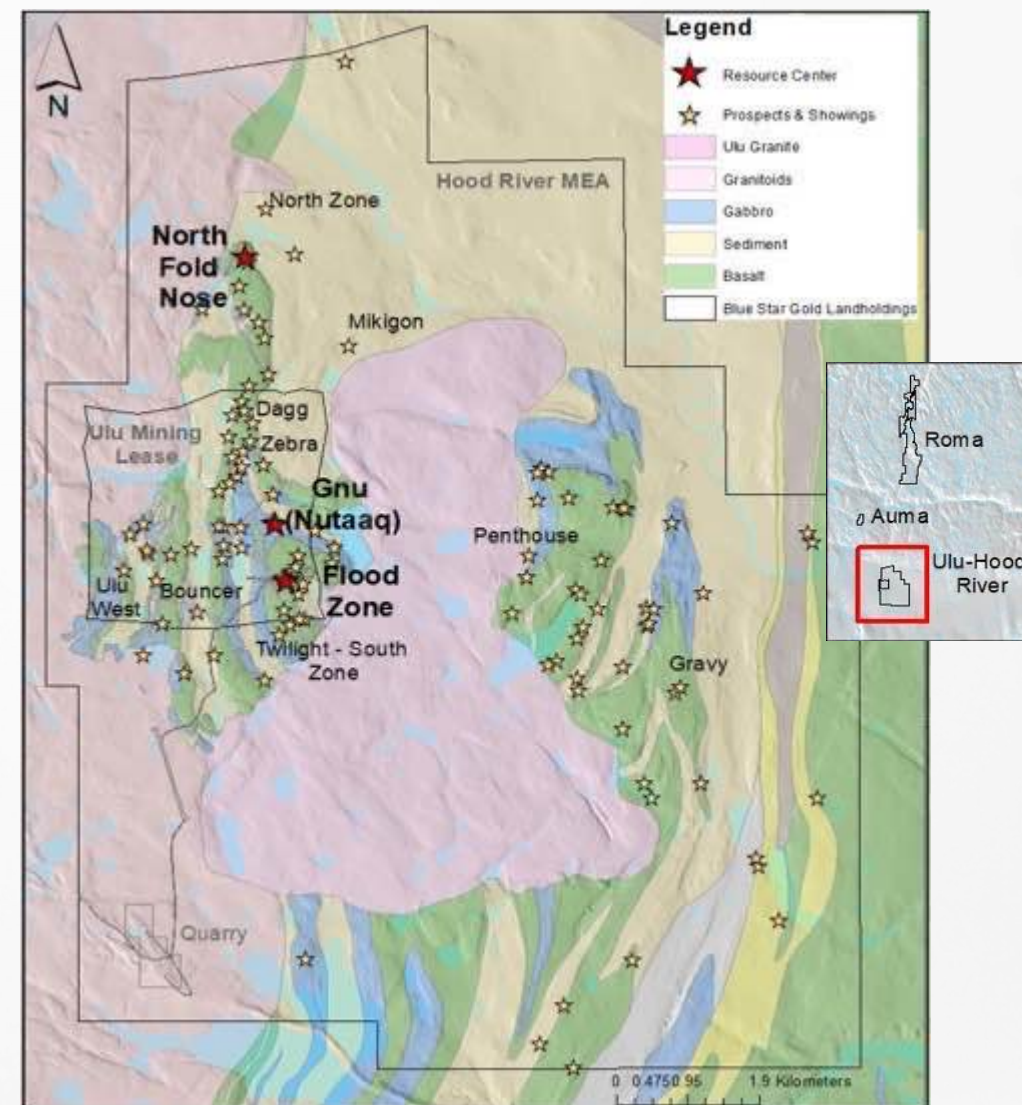 Legend
Resource Center
Prospects & Showings
Ulu Granite
Granitoids
Gabbro
Sediment
Basalt
Blue Star Gold Landholdings
N
Hood River MEA
North Zone
North
Fold
Nose
Mikigon
Dagg
Ulu Mining
Lease
Zebra
Gnu
(Nutaaq)
Penthouse
Flood
Zone
Ulu
West
Bouncer
Twilight - South
Zone
Gravy
Quarry
0 0.4750.95 1.9 Kilometers
Roma
Auma
Ulu-Hood
River